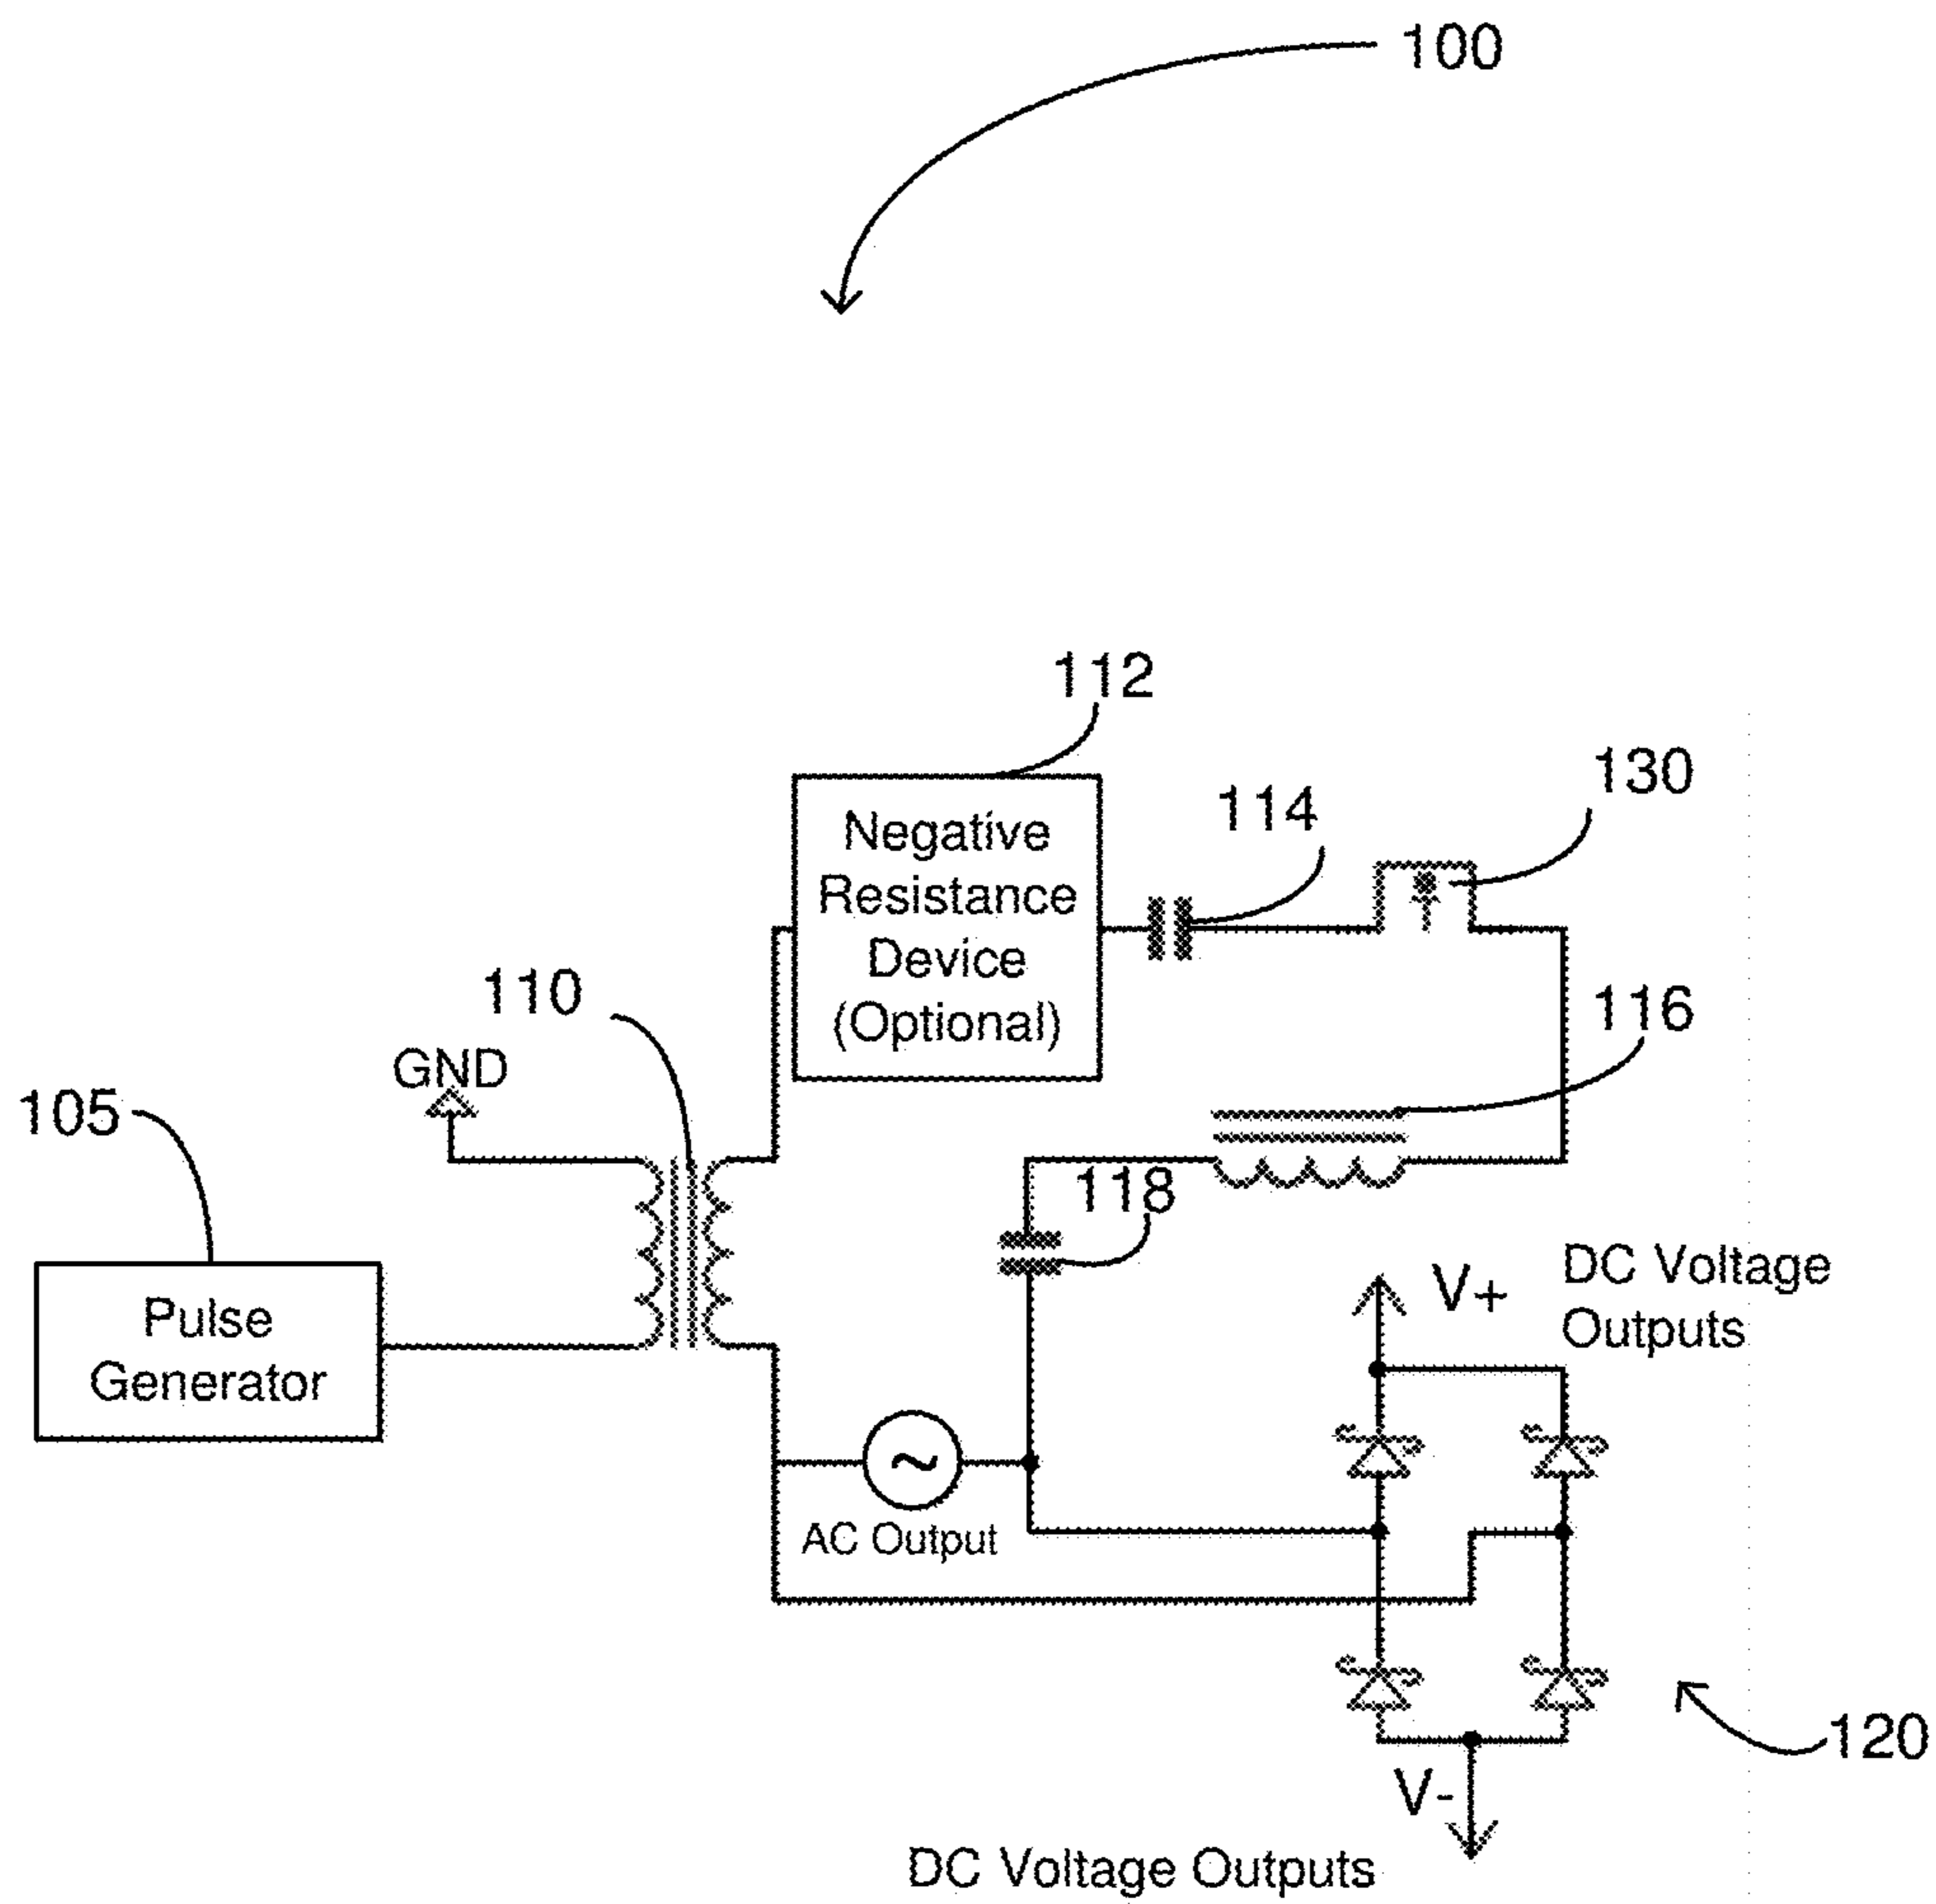 100
112
Negative
Resistance
Device
(Optional)
114
130
110
116
GND
105
118
Pulse
Generator
V+
DC Voltage
Outputs
~
AC Output
120
V-
DC Voltage Outputs